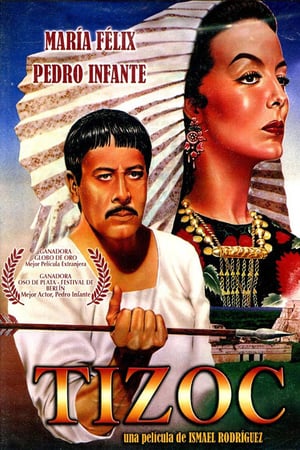 MARÍA FÉLIX
PEDRO INFANTE
GANADORA
GLOBO DE ORO
Mejor Película Extranjera
GANADORA
OSO DE PLATA - FESTIVAL DE
BERLÍN
Mejor Actor, Pedro Infante
TIZOC
una película de ISMAEL RODRÍGUEZ